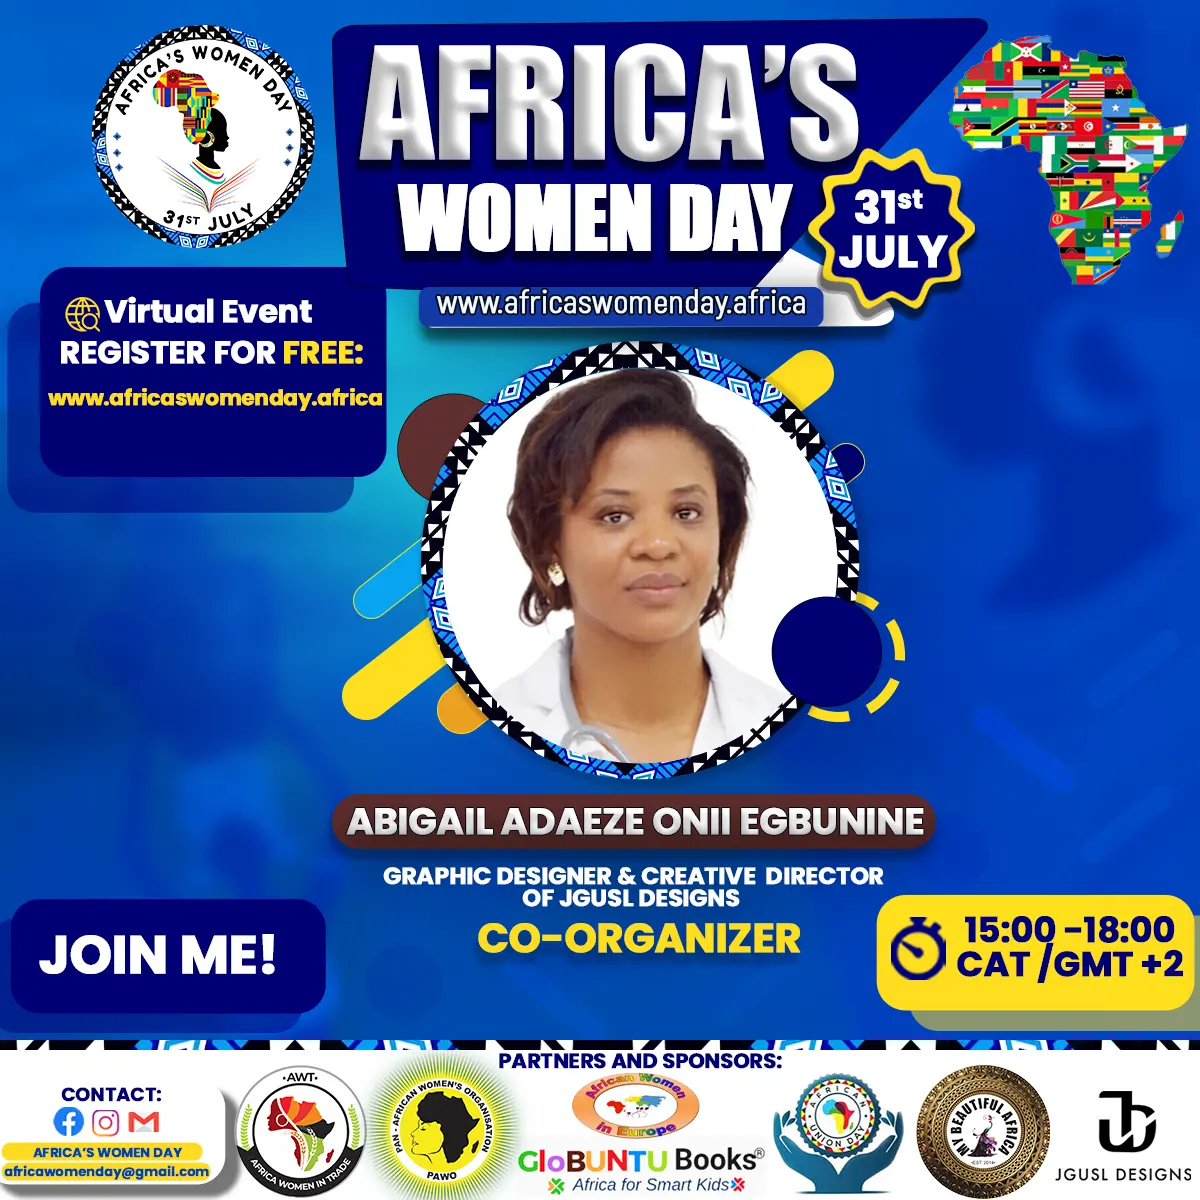 AFRICA'S WOMEN DAY
31ST JULY
AFRICA'S
WOMEN DAY
31st
JULY
www.africaswomenday.africa
Virtual Event
REGISTER FOR FREE:
www.africaswomenday.africa
ABIGAIL ADAEZE ONII EGBUNINE
GRAPHIC DESIGNER & CREATIVE DIRECTOR
OF JGUSL DESIGNS
CO-ORGANIZER
JOIN ME!
15:00 -18:00
CAT /GMT +2
PARTNERS AND SPONSORS:
CONTACT:
AFRICA'S WOMEN DAY
africawomenday@gmail.com
·AWT·
AFRICA WOMEN IN TRADE
PAN - AFRICAN WOMEN'S ORGANISATION
PAWO
African Women
in Europe
GloBUNTU Books®
Africa for Smart Kids
AFRICAN
UNION DAY
MY BEAUTIFUL AFRICA
JGUSL DESIGNS